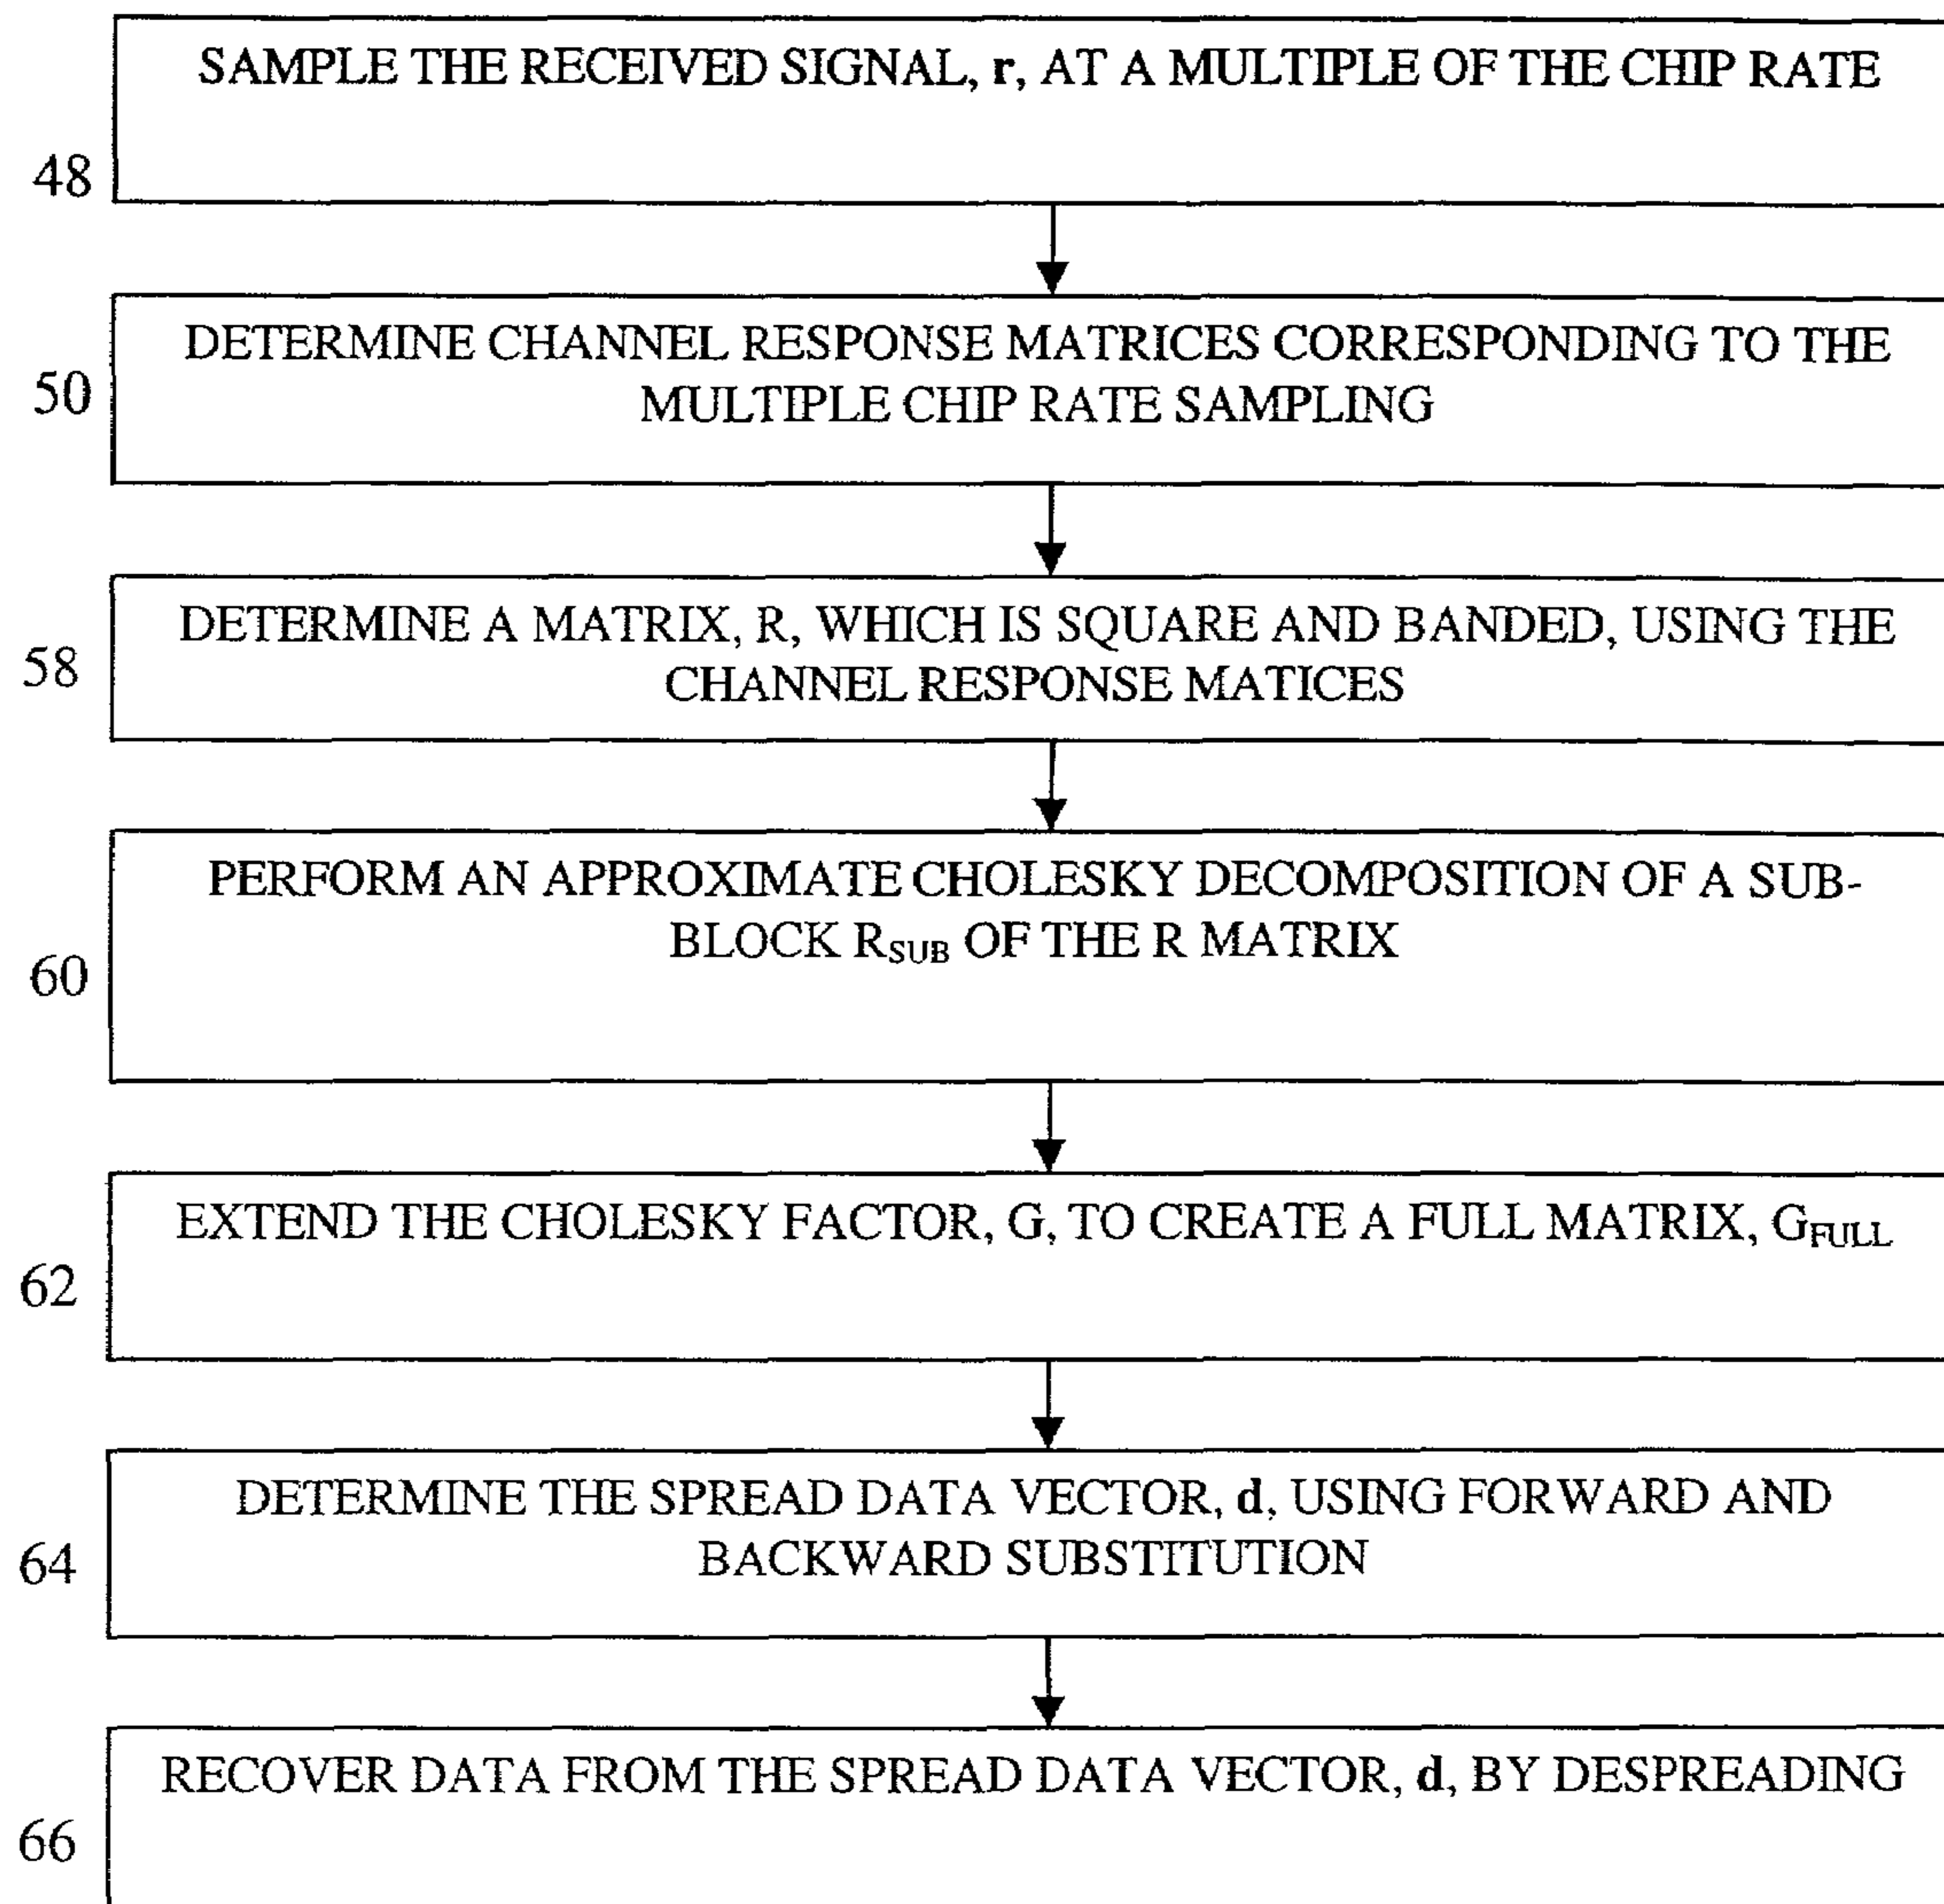 SAMPLE THE RECEIVED SIGNAL, r, AT A MULTIPLE OF THE CHIP RATE
48
DETERMINE CHANNEL RESPONSE MATRICES CORRESPONDING TO THE
MULTIPLE CHIP RATE SAMPLING
50
DETERMINE A MATRIX, R, WHICH IS SQUARE AND BANDED, USING THE
CHANNEL RESPONSE MATICES
58
PERFORM AN APPROXIMATE CHOLESKY DECOMPOSITION OF A SUB-
BLOCK RSUB OF THE R MATRIX
60
EXTEND THE CHOLESKY FACTOR, G, TO CREATE A FULL MATRIX, GFULL
62
DETERMINE THE SPREAD DATA VECTOR, d, USING FORWARD AND
BACKWARD SUBSTITUTION
64
RECOVER DATA FROM THE SPREAD DATA VECTOR, d, BY DESPREADING
66